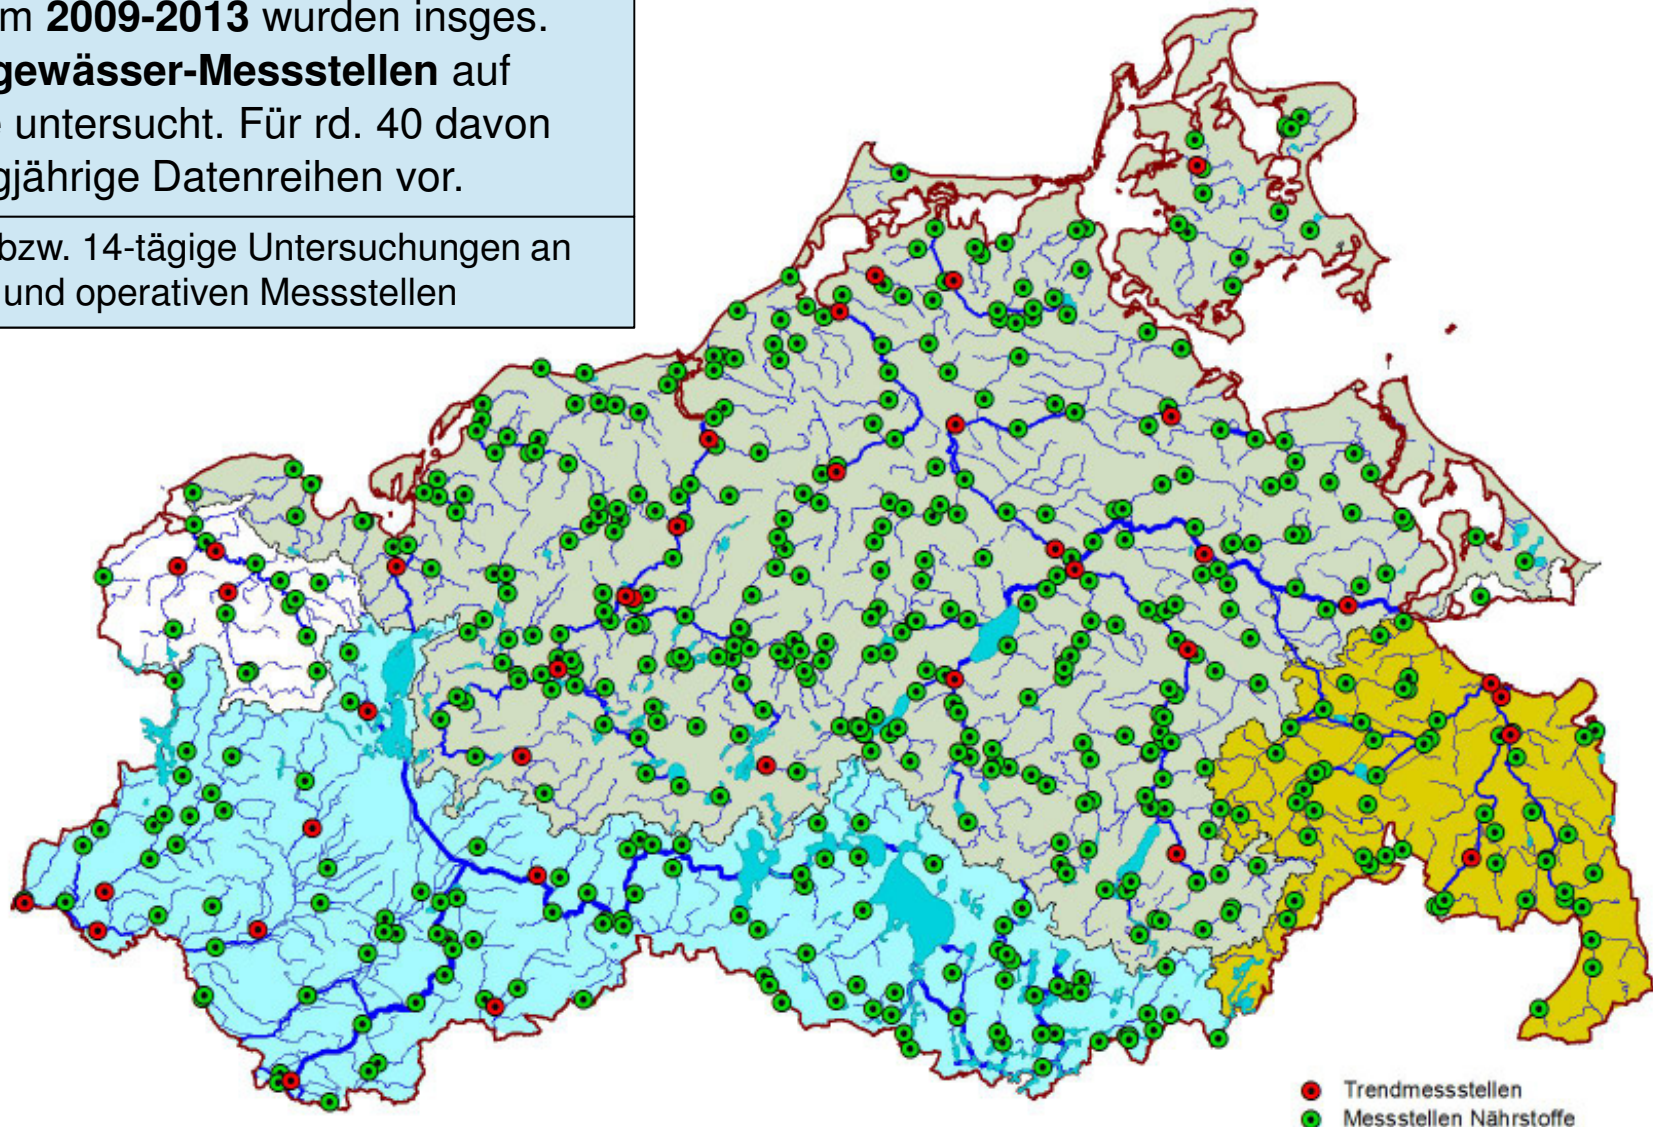 m 2009-2013 wurden insges.
gewässer-Messstellen auf
untersucht. Für rd. 40 davon
gjährige Datenreihen vor.
bzw. 14-tägige Untersuchungen an
und operativen Messstellen
Trendmessstellen
Messstellen Nährstoffe